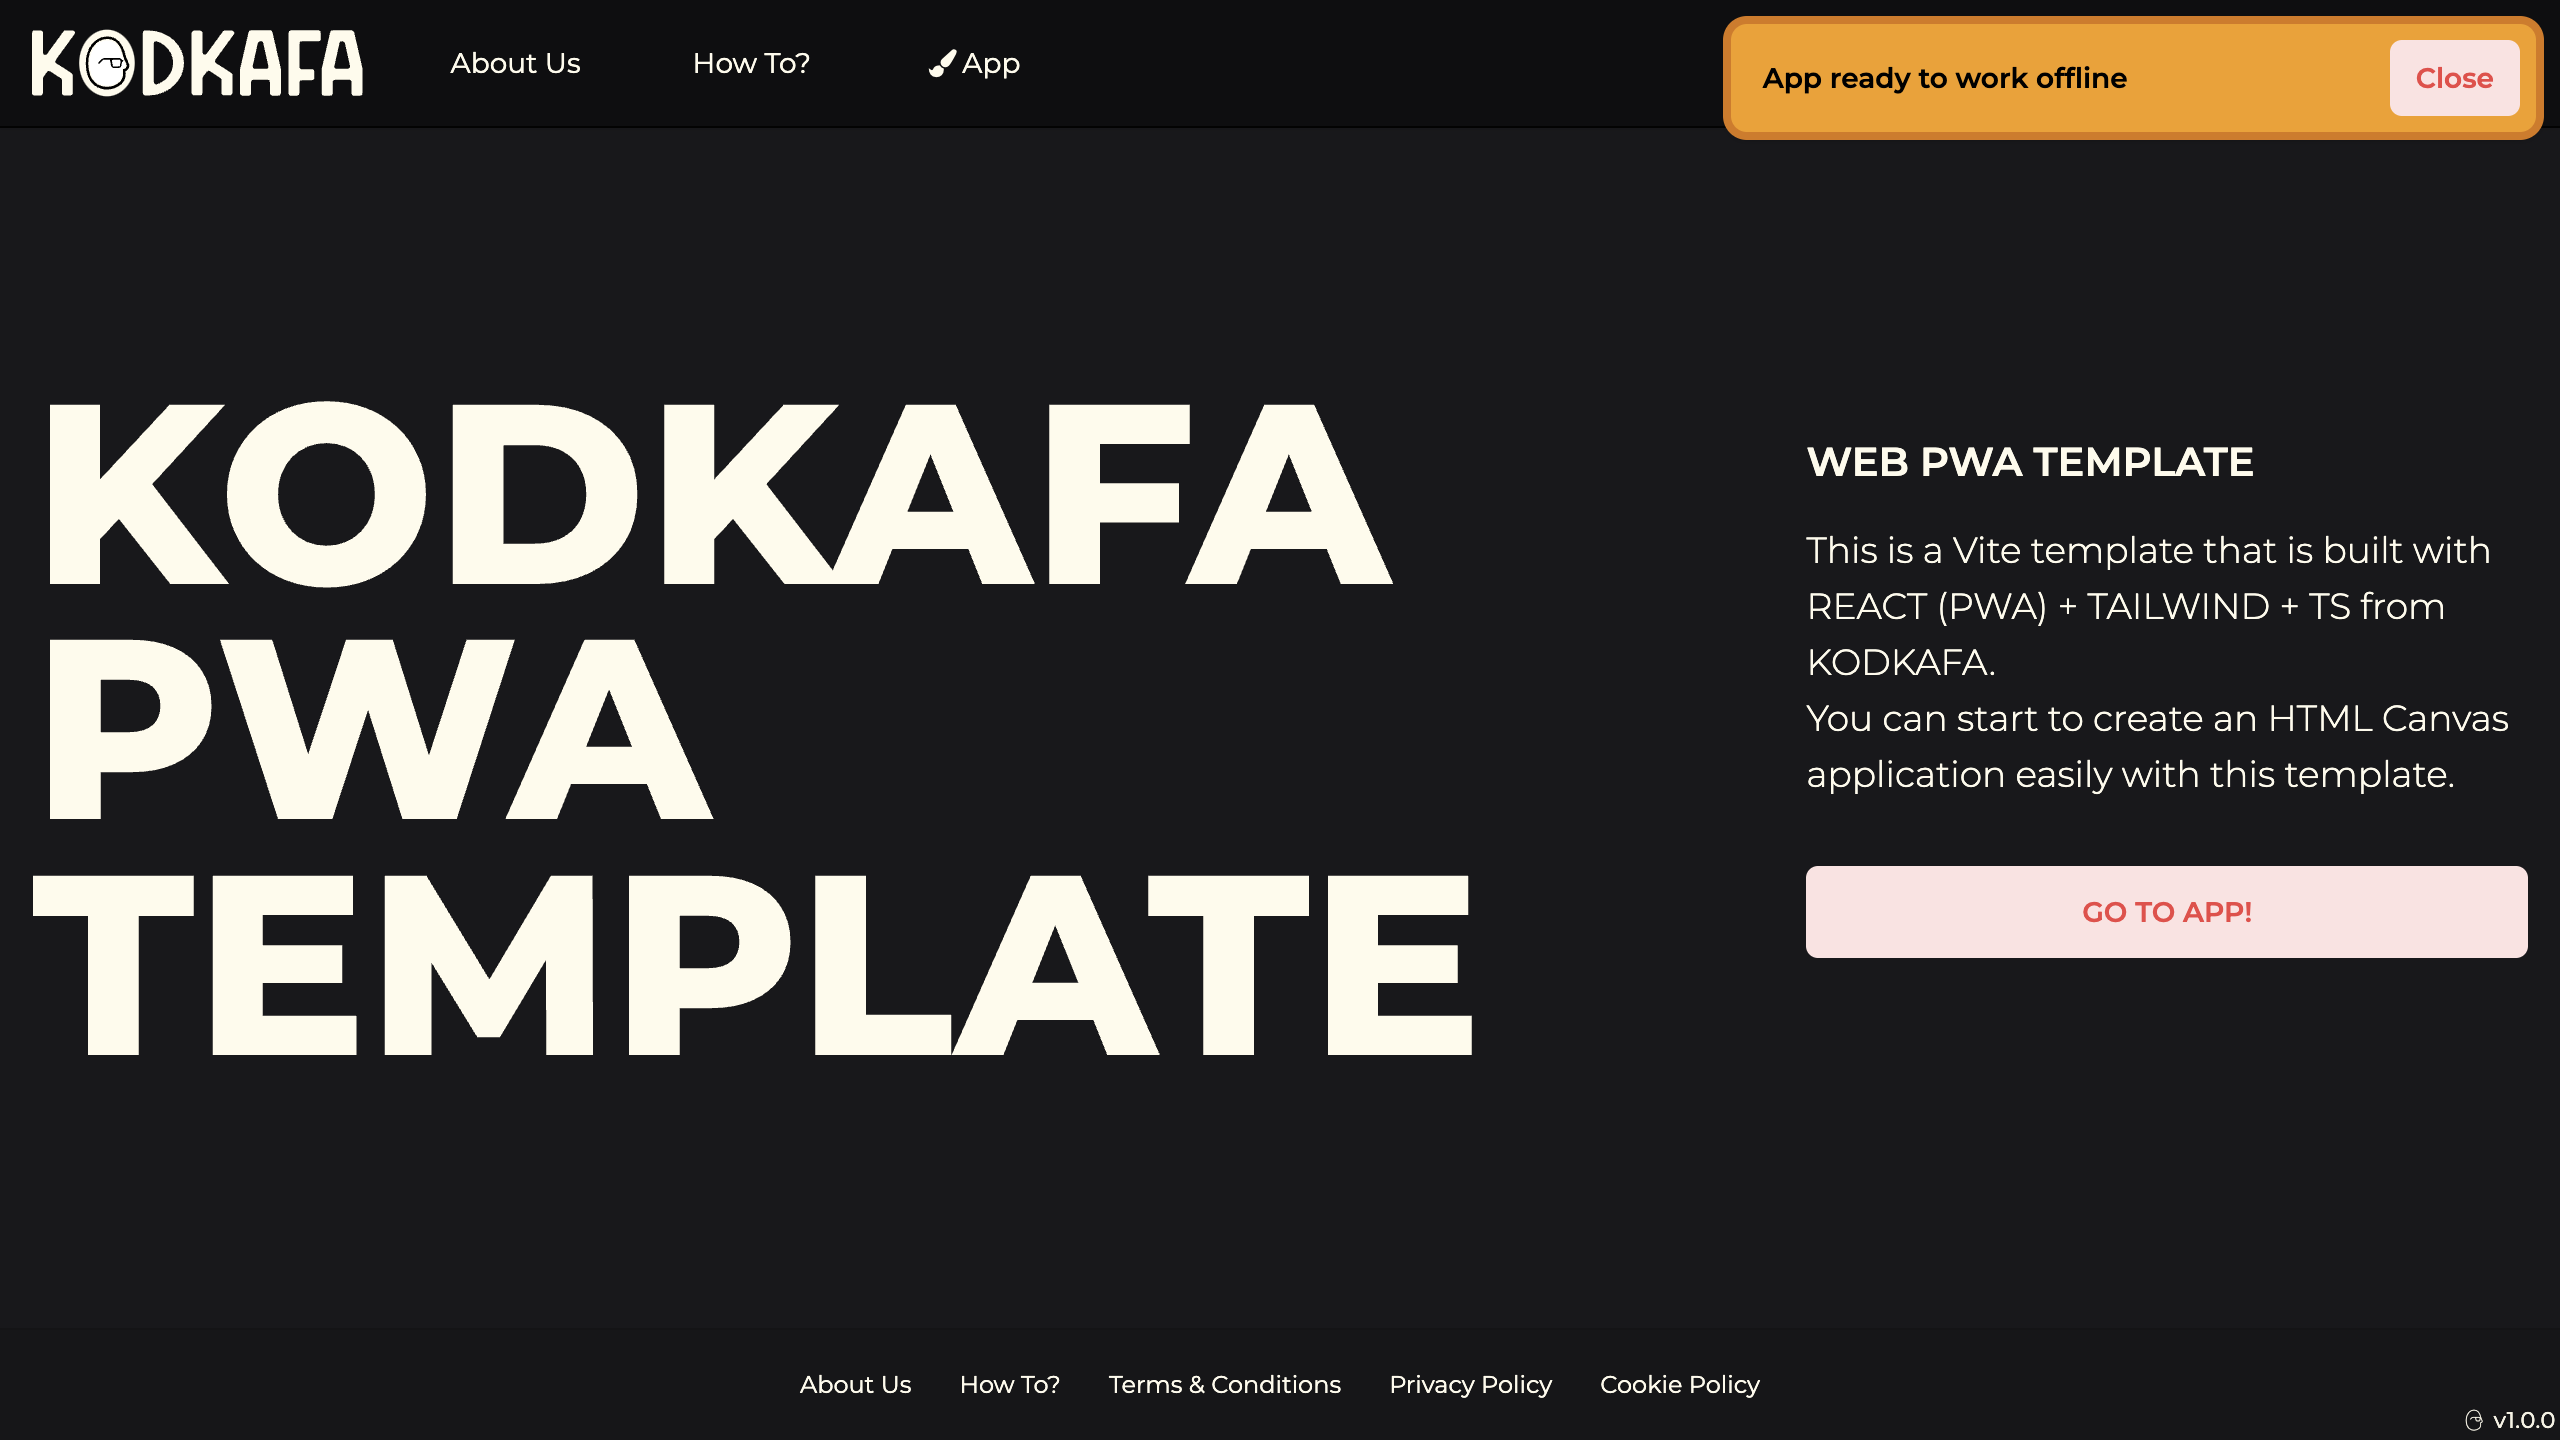 KODKAFA
About Us
How To?
App
App ready to work offline
Close
KODKAFA
PWA
TEMPLATE
WEB PWA TEMPLATE
This is a Vite template that is built with
REACT (PWA) + TAILWIND + TS from
KODKAFA.
You can start to create an HTML Canvas
application easily with this template.
GO TO APP!
About Us
How To?
Terms & Conditions
Privacy Policy
Cookie Policy
v1.0.0